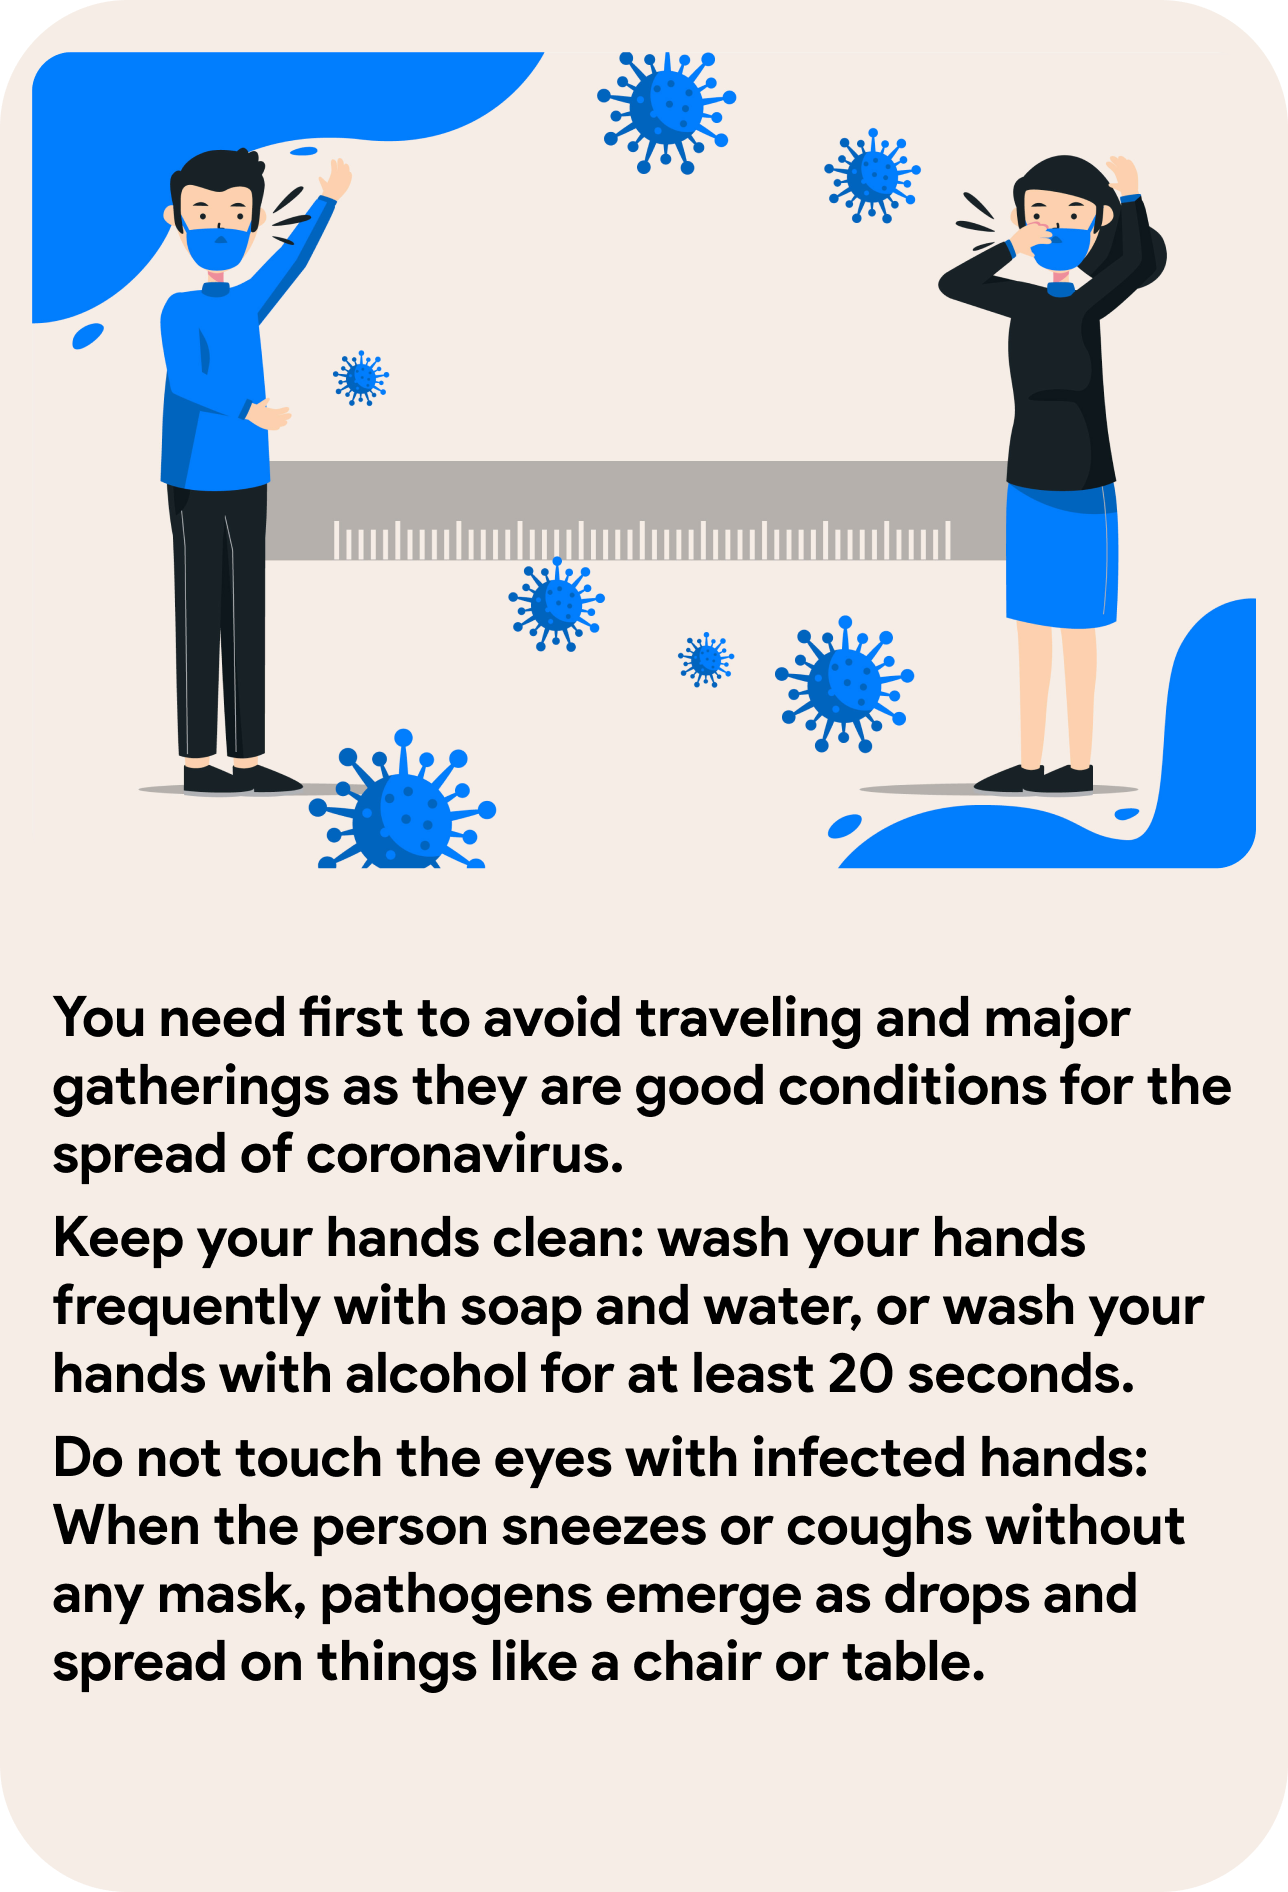 You need first to avoid traveling and major
gatherings as they are good conditions for the
spread of coronavirus.
Keep your hands clean: wash your hands
frequently with soap and water, or wash your
hands with alcohol for at least 20 seconds.
Do not touch the eyes with infected hands:
When the person sneezes or coughs without
any mask, pathogens emerge as drops and
spread on things like a chair or table.